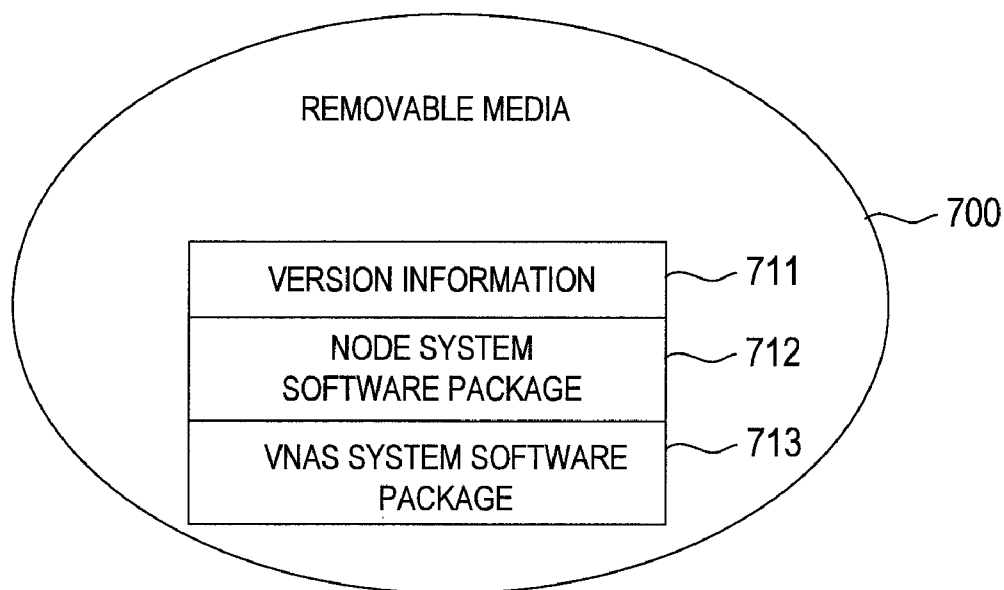 REMOVABLE MEDIA
700
VERSION INFORMATION
711
NODE SYSTEM
SOFTWARE PACKAGE
712
VNAS SYSTEM SOFTWARE
PACKAGE
713